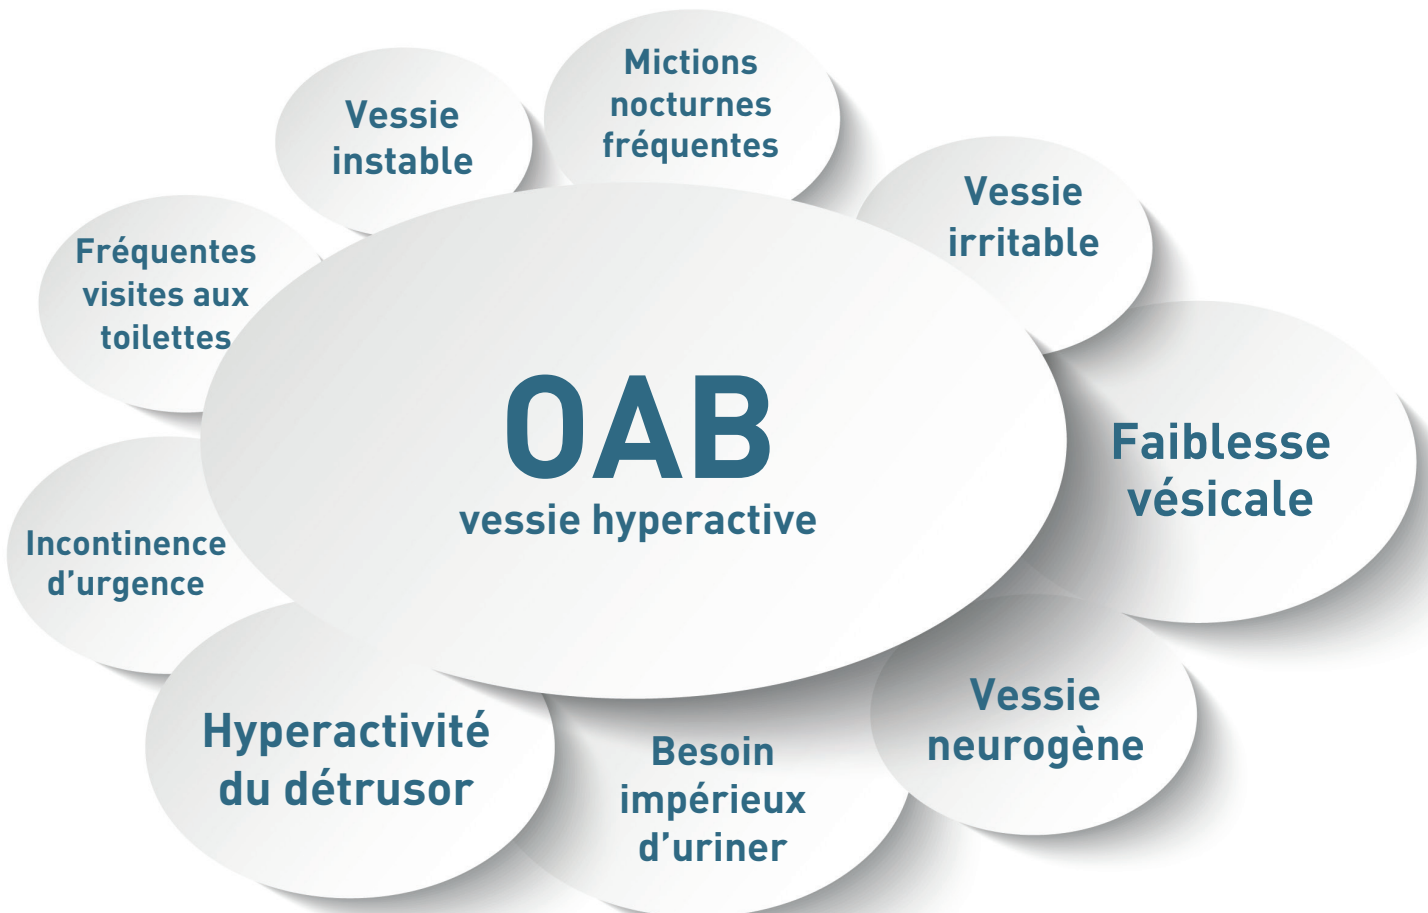 Mictions
nocturnes
fréquentes
Vessie
instable
Vessie
irritable
Fréquentes
visites aux
toilettes
OAB
vessie hyperactive
Faiblesse
vésicale
Incontinence
d’urgence
Vessie
neurogène
Hyperactivité
du détrusor
Besoin
impérieux
d’uriner